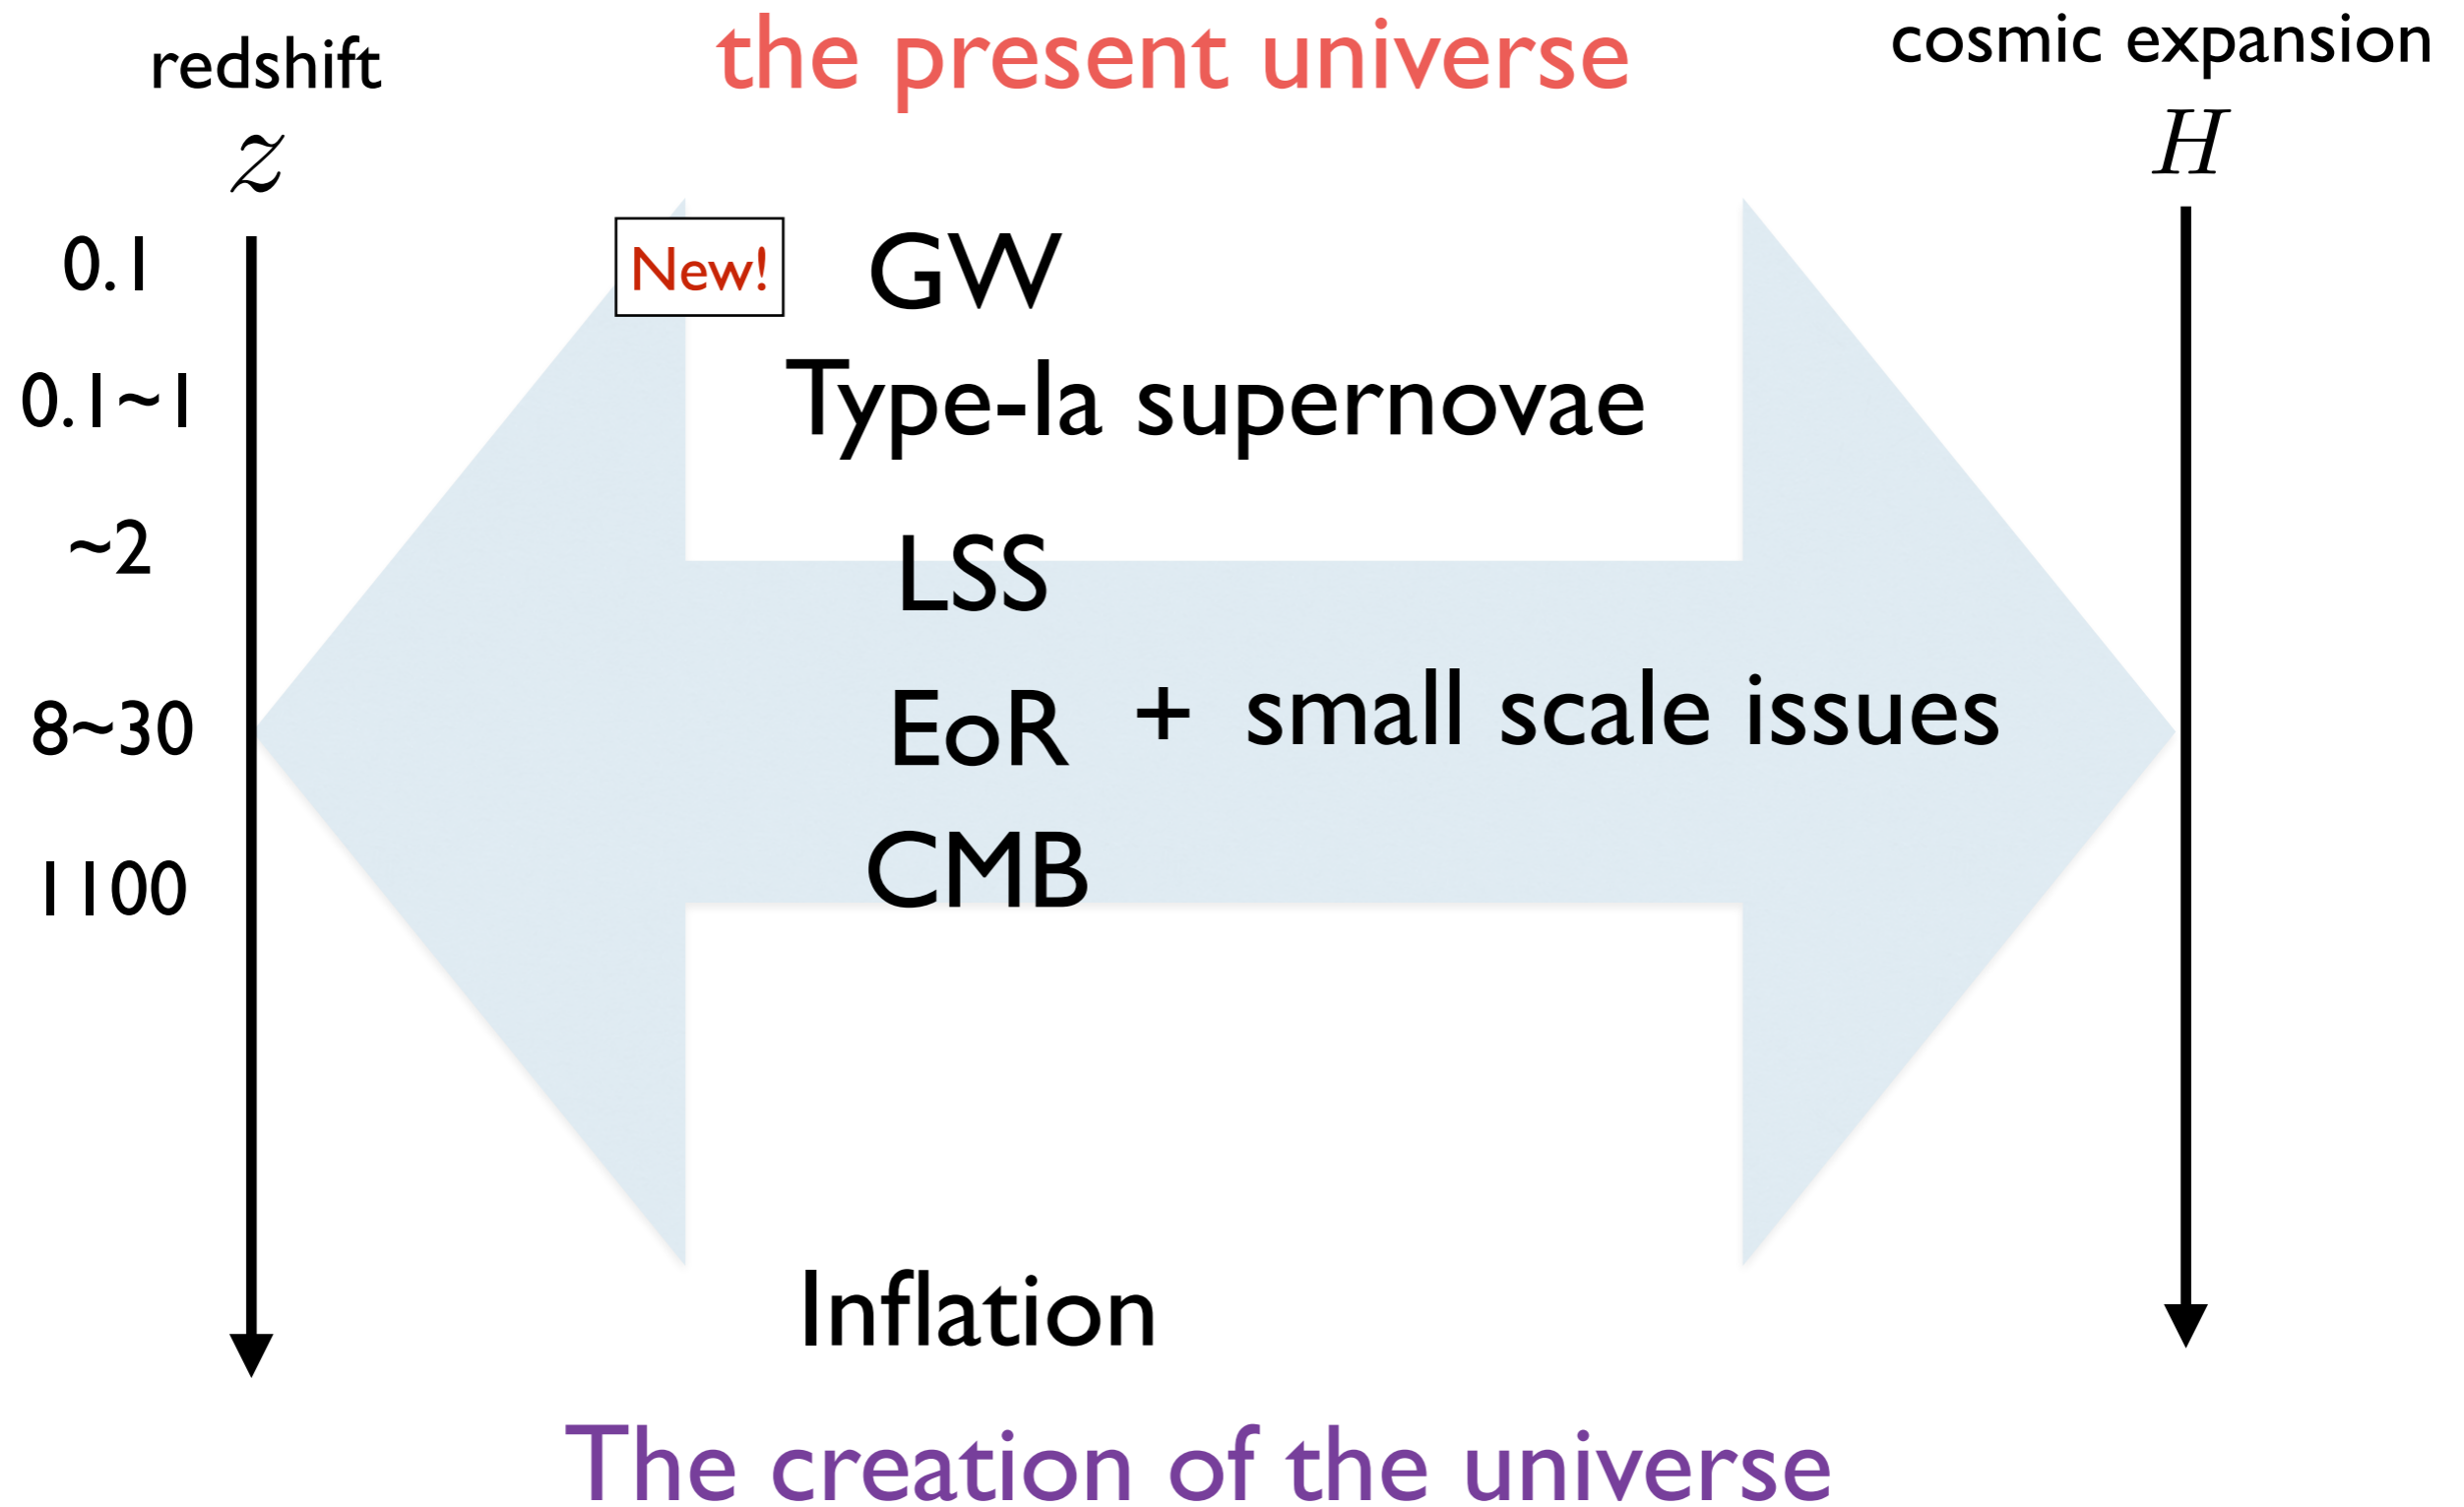 redshift
the present universe
cosmic expansion
z
H
0.1
New!
GW
0.1~1
Type-Ia supernovae
~2
LSS
8~30
EoR + small scale issues
1100
CMB
Inflation
The creation of the universe